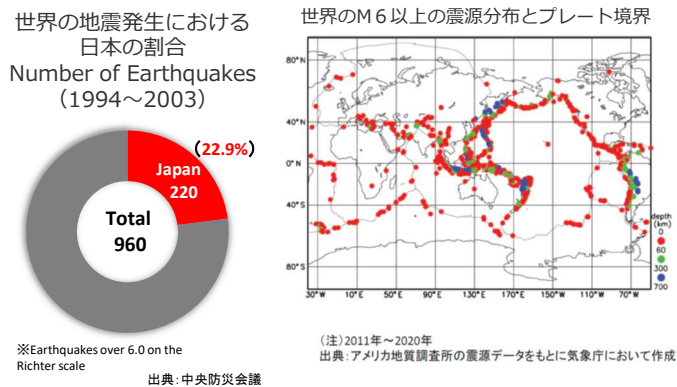 世界の地震発生における
日本の割合
Number of Earthquakes
（1994～2003）
（22.9%）
Japan
220
Total
960
※Earthquakes over 6.0 on the
Richter scale
出典：中央防災会議
世界のM６以上の震源分布とプレート境界
80°N
40°N
0°N
40°S
80°S
30°W 10°E 50°E 90°E 130°E 170°E 150°W 110°W 70°W
depth
(km)
0
60
300
700
（注）2011年～2020年
出典：アメリカ地質調査所の震源データをもとに気象庁において作成